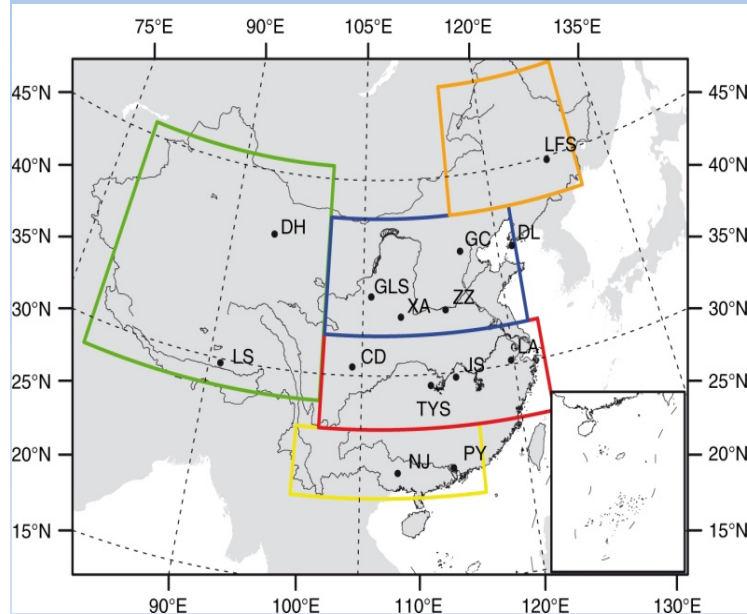 75°E 90°E 105°E 120°E 135°E
45°N 45°N
LFS
40°N 40°N
DH GC DL
35°N 35°N
GLS
XA ZZ
30°N 30°N
LS CD JS LA
25°N 25°N
TYS
20°N 20°N
NJ PY
15°N 15°N
90°E 100°E 110°E 120°E 130°E